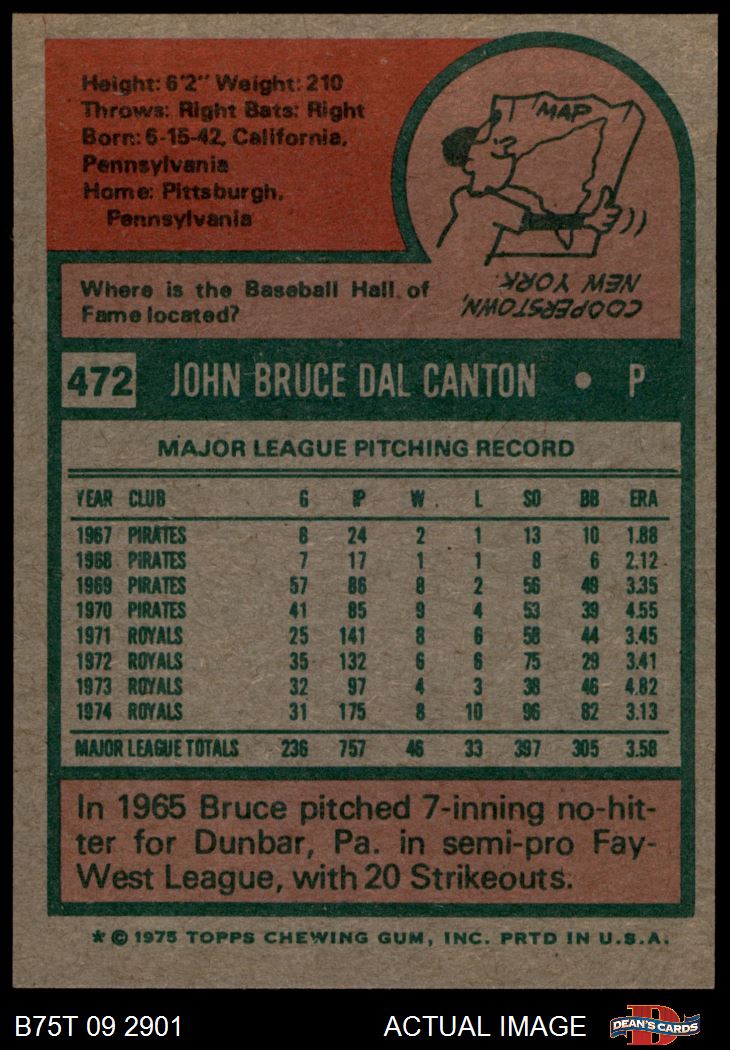 Height: 6'2" Weight: 210
Throws: Right Bats: Right
Born: 6-15-42, California,
Pennsylvania
Home: Pittsburgh,
Pennsylvania
MAP
Where is the Baseball Hall of
Fame located?
COOPERSTOWN,
NEW YORK.
472 JOHN BRUCE DAL CANTON • P
MAJOR LEAGUE PITCHING RECORD
YEAR CLUB G IP W L SO BB ERA
1967 PIRATES 8 24 2 1 13 10 1.88
1968 PIRATES 7 17 1 1 8 6 2.12
1969 PIRATES 57 86 8 2 56 49 3.35
1970 PIRATES 41 85 9 4 53 39 4.55
1971 ROYALS 25 141 8 6 58 44 3.45
1972 ROYALS 35 132 6 6 75 29 3.41
1973 ROYALS 32 97 4 3 38 46 4.82
1974 ROYALS 31 175 8 10 96 82 3.13
MAJOR LEAGUE TOTALS 236 757 46 33 397 305 3.58
In 1965 Bruce pitched 7-inning no-hit-
ter for Dunbar, Pa. in semi-pro Fay-
West League, with 20 Strikeouts.
* © 1975 TOPPS CHEWING GUM, INC. PRTD IN U.S.A.
B75T 09 2901 ACTUAL IMAGE D DEAN'S CARDS